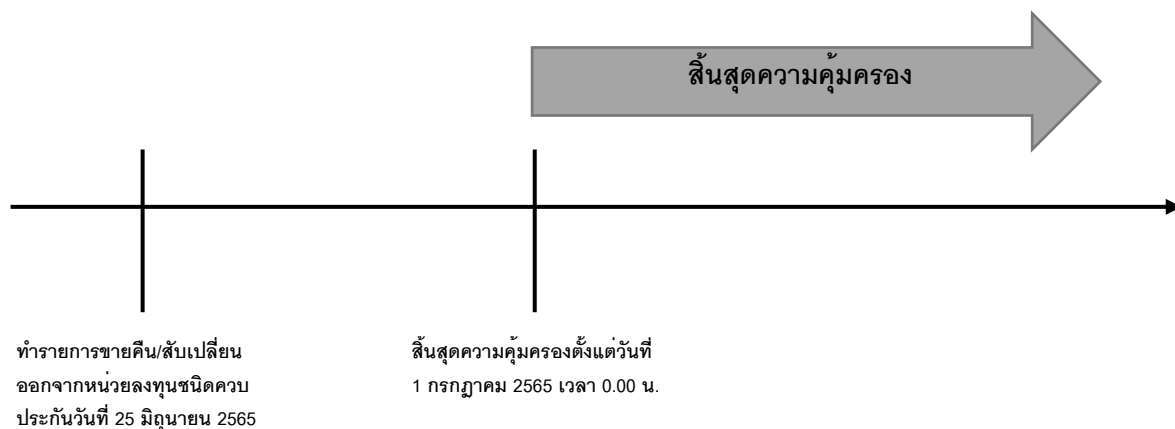 สิ้นสุดความคุ้มครอง
ทำรายการขายคืน/สับเปลี่ยน
ออกจากหน่วยลงทุนชนิดควบ
ประกันวันที่ 25 มิถุนายน 2565
สิ้นสุดความคุ้มครองตั้งแต่วันที่
1 กรกฎาคม 2565 เวลา 0.00 น.